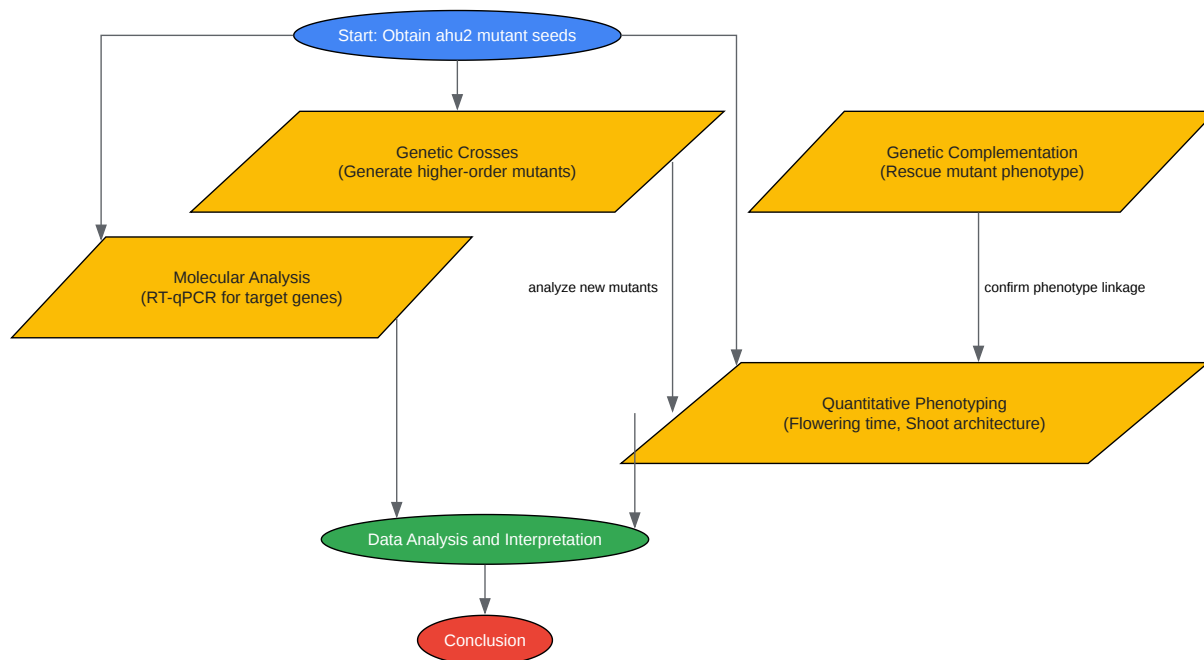 Start: Obtain ahu2 mutant seeds
Genetic Crosses
(Generate higher-order mutants)
Genetic Complementation
(Rescue mutant phenotype)
Molecular Analysis
(RT-qPCR for target genes)
analyze new mutants
confirm phenotype linkage
Quantitative Phenotyping
(Flowering time, Shoot architecture)
Data Analysis and Interpretation
Conclusion